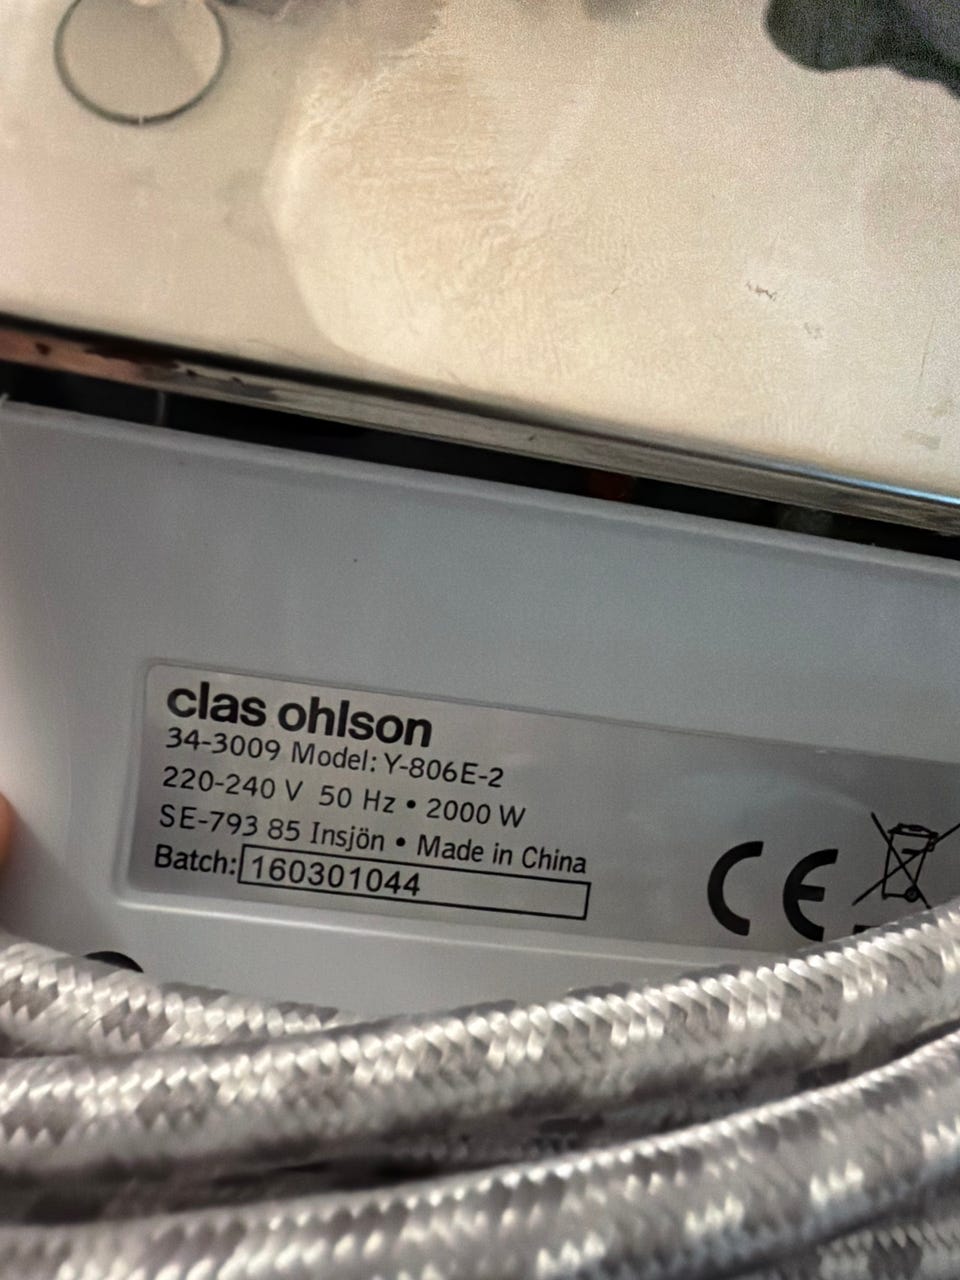 clas ohlson
34-3009 Model: Y-806E-2
220-240 V 50 Hz • 2000 W
SE-793 85 Insjön • Made in China
Batch: 160301044
CE